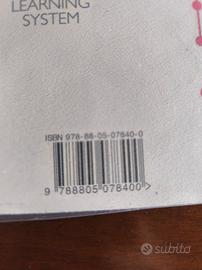 LEARNING
SYSTEM
ISBN 978-88-05-07840-0
9 788805 078400 >
subito